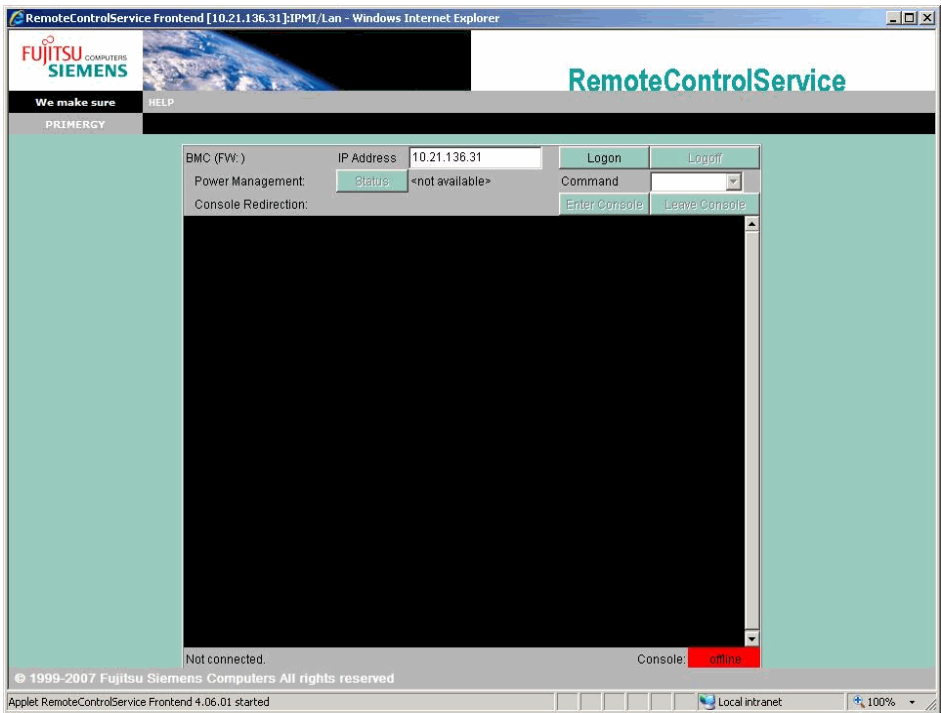 RemoteControlService Frontend [10.21.136.31]:IPMI/Lan - Windows Internet Explorer
FUJITSU COMPUTERS
SIEMENS
RemoteControlService
We make sure
HELP
PRIMERGY
BMC (FW: ) IP Address 10.21.136.31 Logon Logoff
Power Management: Status <not available> Command
Console Redirection: Enter Console Leave Console
Not connected. Console: offline
© 1999-2007 Fujitsu Siemens Computers All rights reserved
Applet RemoteControlService Frontend 4.06.01 started Local intranet 100%